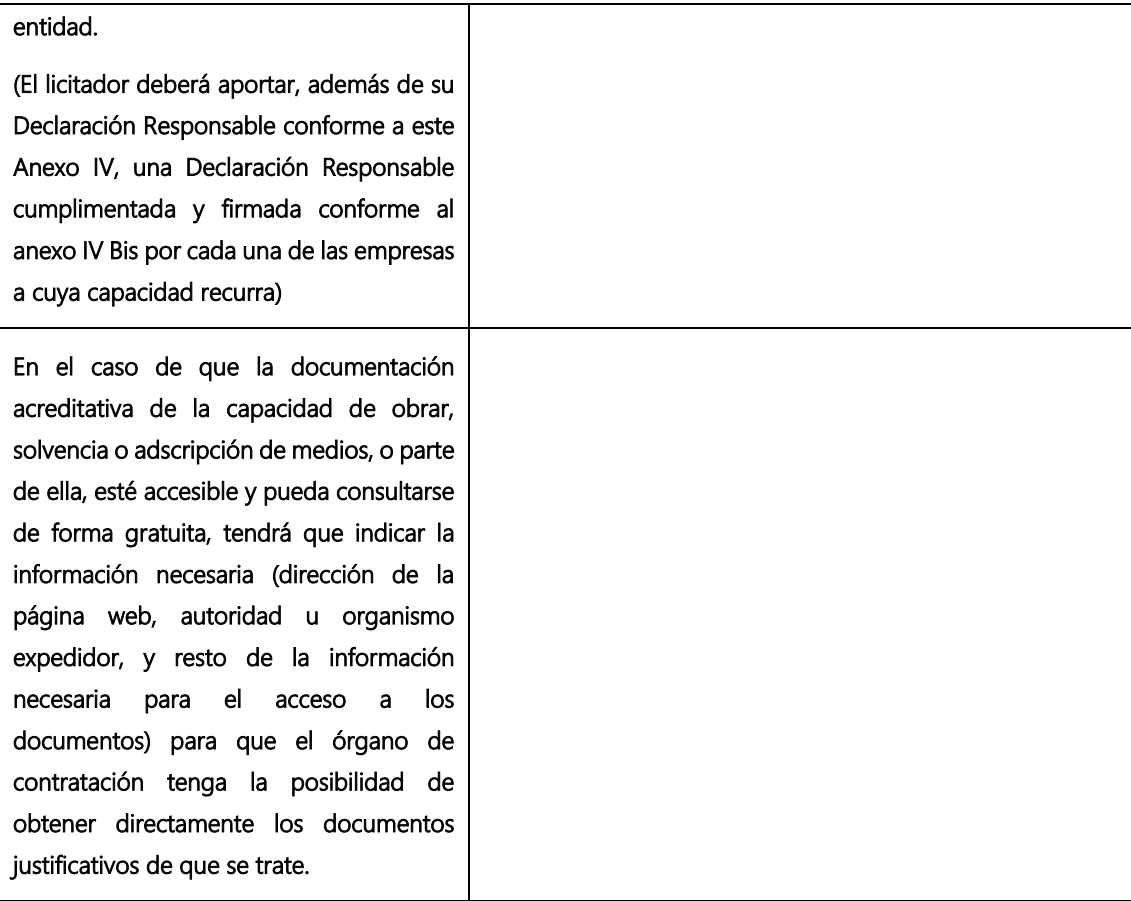 entidad.
(El licitador deberá aportar, además de su
Declaración Responsable conforme a este
Anexo IV, una Declaración Responsable
cumplimentada y firmada conforme al
anexo IV Bis por cada una de las empresas
a cuya capacidad recurra)
En el caso de que la documentación
acreditativa de la capacidad de obrar,
solvencia o adscripción de medios, o parte
de ella, esté accesible y pueda consultarse
de forma gratuita, tendrá que indicar la
información necesaria (dirección de la
página web, autoridad u organismo
expedidor, y resto de la información
necesaria para el acceso a los
documentos) para que el órgano de
contratación tenga la posibilidad de
obtener directamente los documentos
justificativos de que se trate.